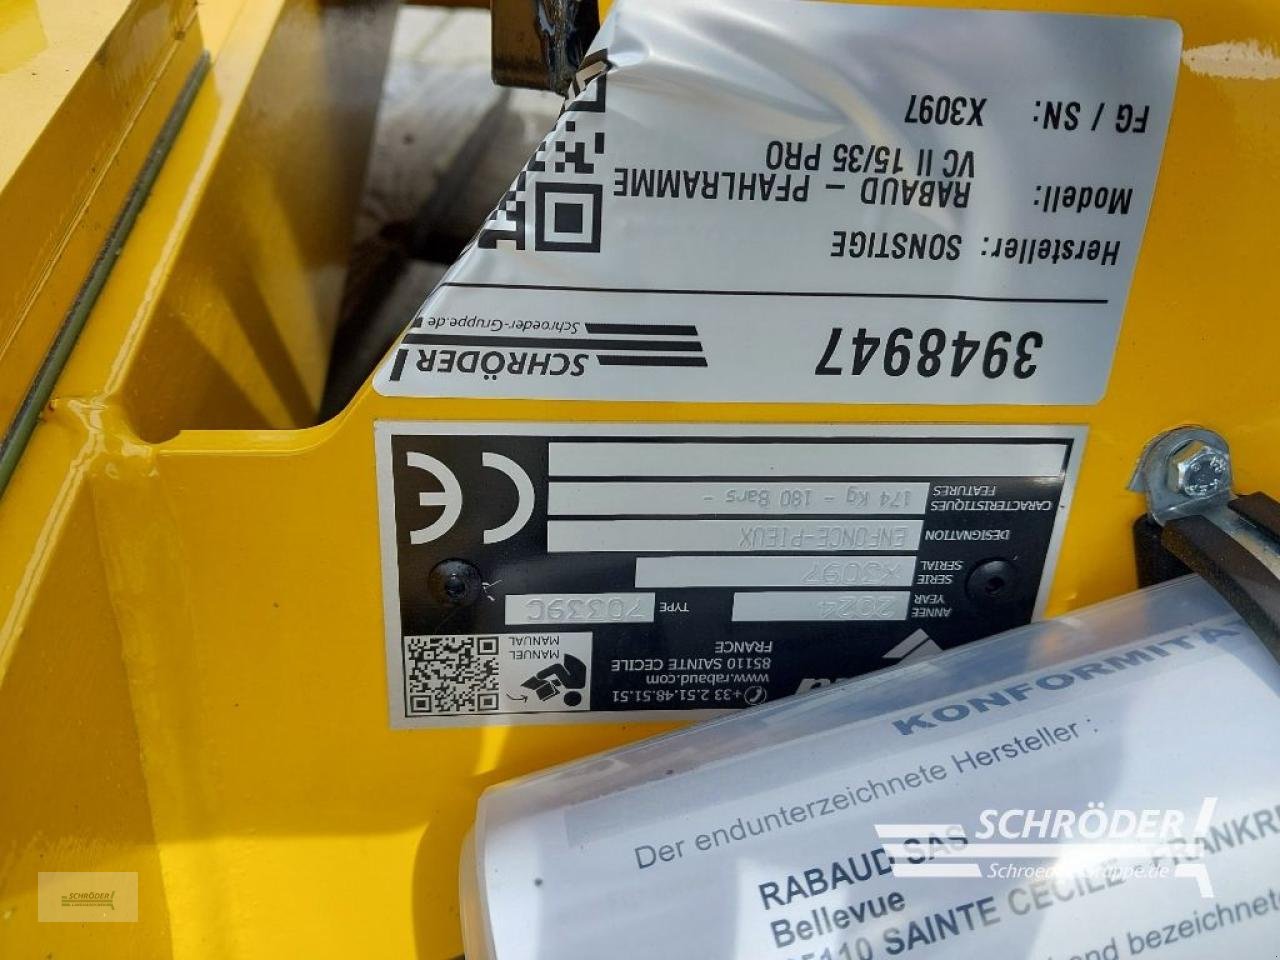 3948947
SCHRÖDER
Schroeder-Gruppe.de
Hersteller: SONSTIGE
Modell: RABAUD - PFAHLRAMME
VC II 15/35 PRO
FG / SN: X3097
+33 2.51.48.51.51
www.rabaud.com
85110 SAINTE CECILE
FRANCE
MANUEL
MANUAL
ANNEE
YEAR
2024
TYPE
70339C
SERIE
SERIAL
X3097
DESIGNATION
ENFONCE-PIEUX
CARACTERISTIQUES
FEATURES
174 Kg - 180 Bars -
CE
Der endunterzeichnete Hersteller :
RABAUD SAS
Bellevue
SAINTE CECILE - 
bezeichnete
SCHRÖDER
Schroeder-Gruppe.de
SCHRÖDER